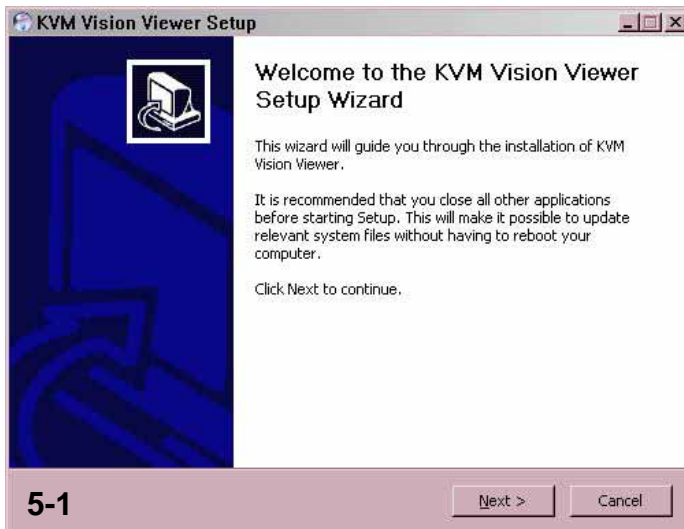 KVM Vision Viewer Setup
Welcome to the KVM Vision Viewer
Setup Wizard
This wizard will guide you through the installation of KVM
Vision Viewer.
It is recommended that you close all other applications
before starting Setup. This will make it possible to update
relevant system files without having to reboot your
computer.
Click Next to continue.
5-1
Next >
Cancel